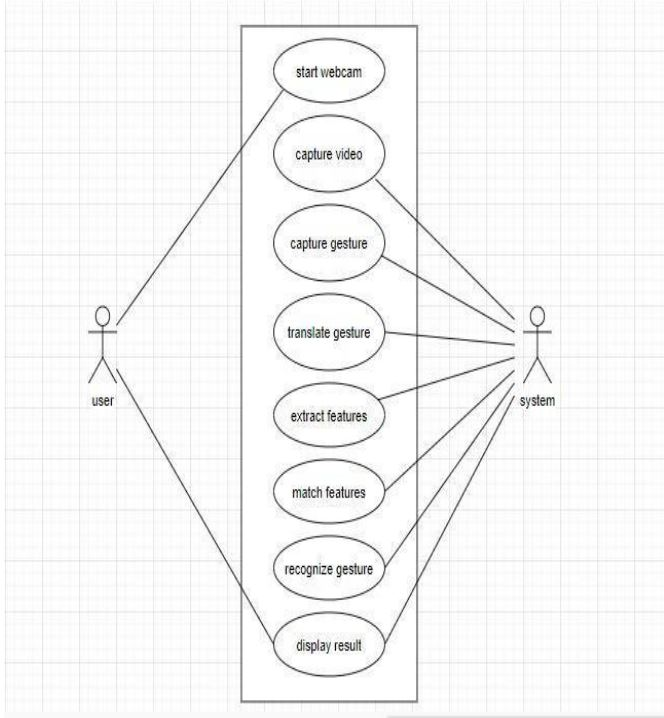 start webcam
capture video
capture gesture
translate gesture
user
system
extract features
match features
recognize gesture
display result